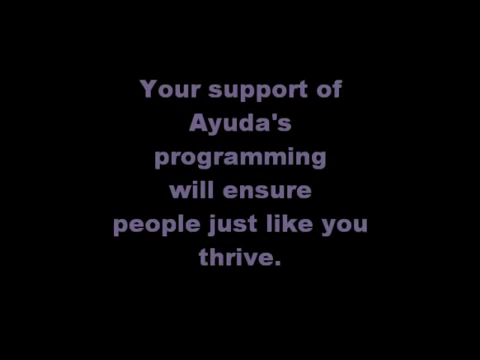 Your support of
Ayuda's
programming
will ensure
people just like you
thrive.